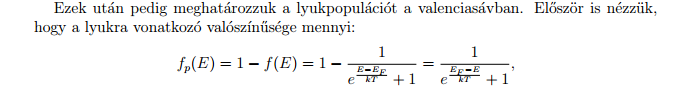 Ezek után pedig meghatározzuk a lyukpopulációt a valenciasávban. Először is nézzük,
hogy a lyukra vonatkozó valószínűsége mennyi:
f_p(E) = 1 − f(E) = 1 − \frac{1}{e^{\frac{E−E_F}{kT}} + 1} = \frac{1}{e^{\frac{E_F−E}{kT}} + 1},